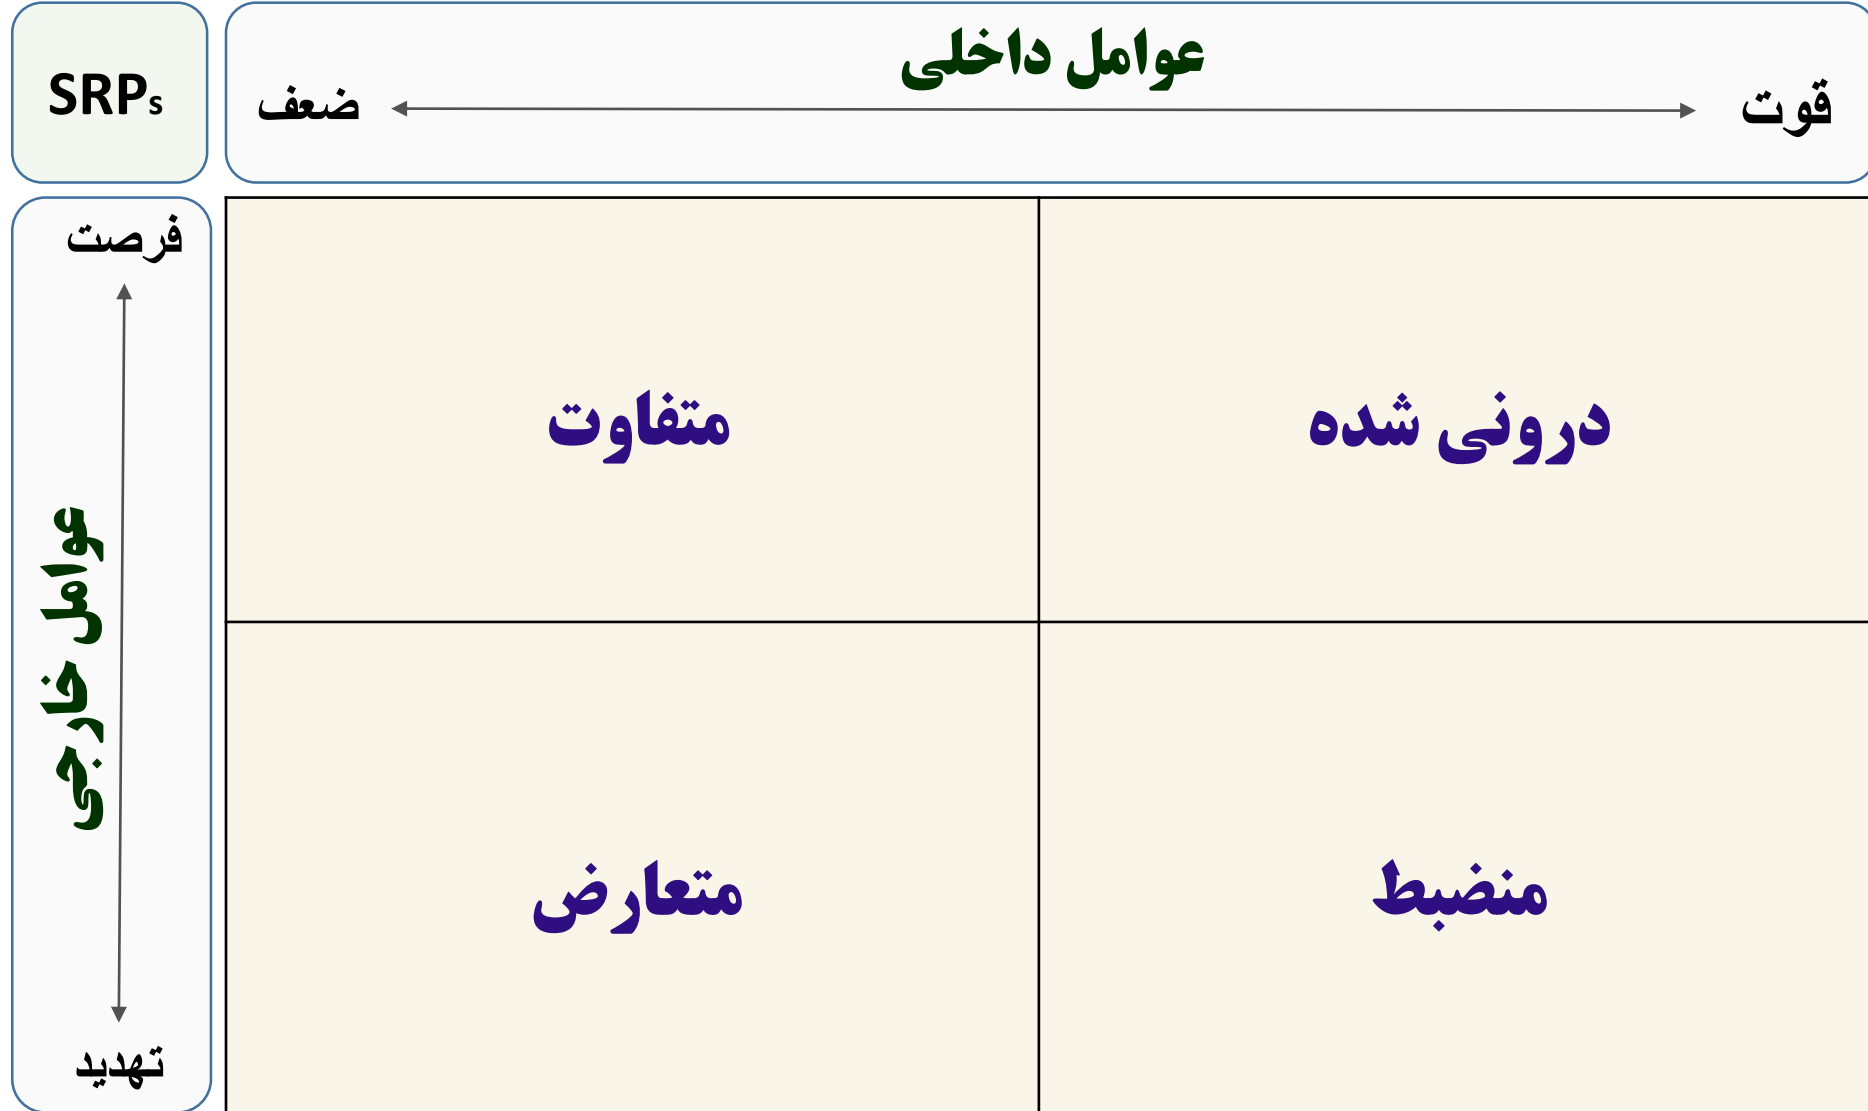 SRPs
عوامل داخلی
قوت
ضعف
فرصت
عوامل خارجی
تهدید
درونی شده
متفاوت
منضبط
متعارض